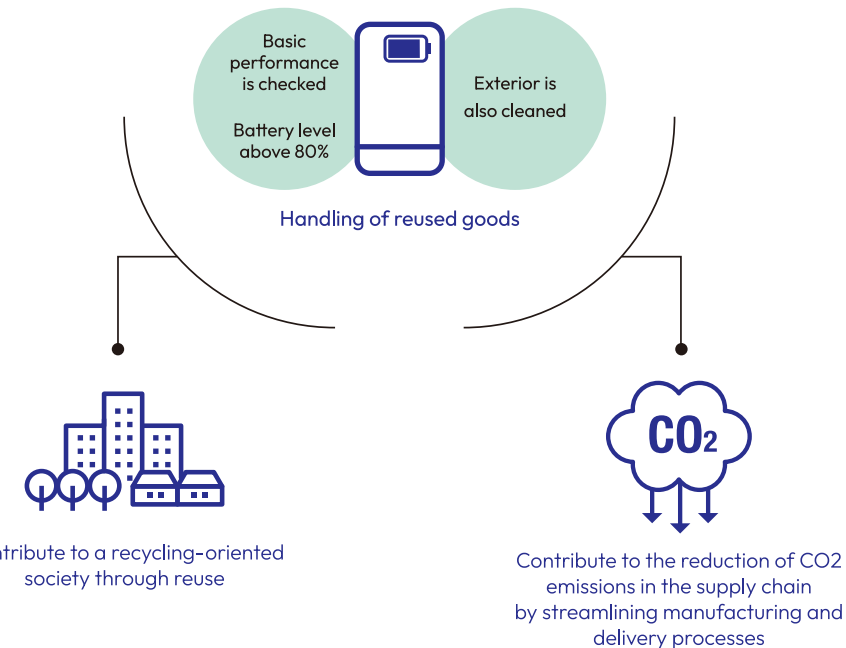 Basic
performance
is checked
Battery level
above 80%
Exterior is
also cleaned
Handling of reused goods
ntribute to a recycling-oriented
society through reuse
CO2
Contribute to the reduction of CO2
emissions in the supply chain
by streamlining manufacturing and
delivery processes